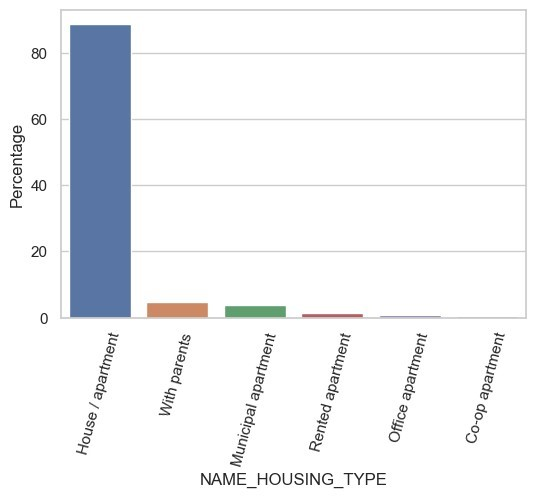 80
60
40
20
0
Percentage
House / apartment
With parents
Municipal apartment
Rented apartment
Office apartment
Co-op apartment
NAME_HOUSING_TYPE